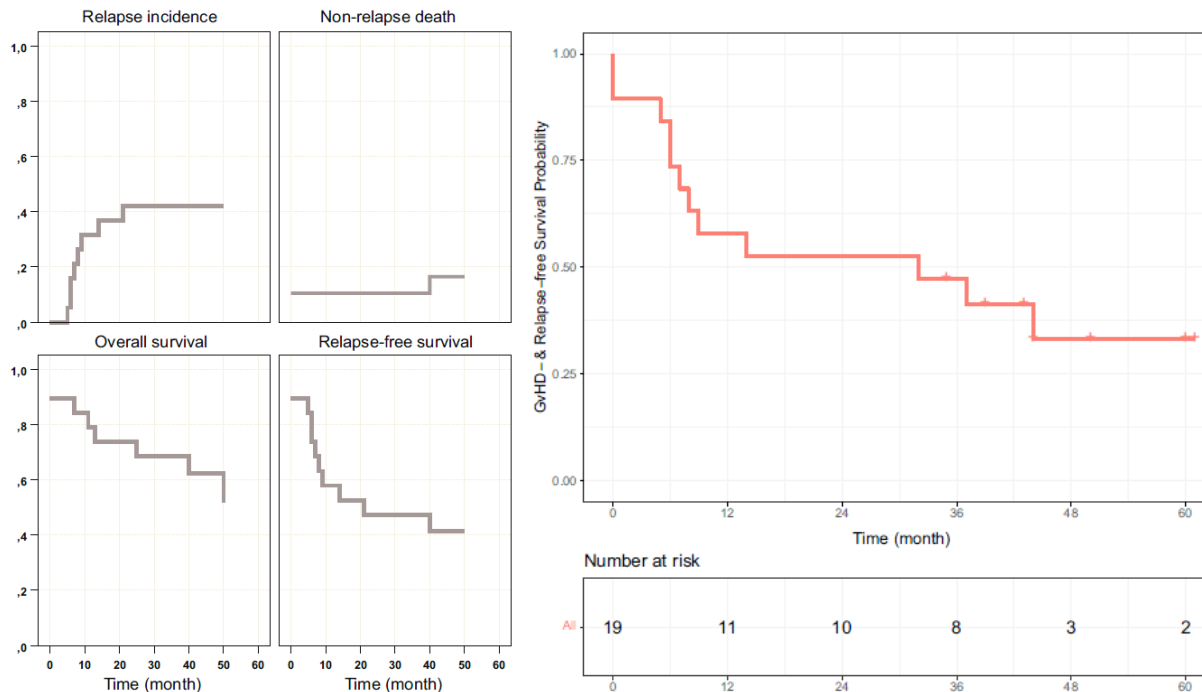 Relapse incidence
1,0
,8
,6
,4
,2
,0
Non-relapse death
Overall survival
1,0
,8
,6
,4
,2
,0
0 10 20 30 40 50 60
Time (month)
Relapse-free survival
0 10 20 30 40 50 60
Time (month)
GvHD- & Relapse-free Survival Probability
1.00
0.75
0.50
0.25
0.00
0 12 24 36 48 60
Time (month)
Number at risk
All 19 11 10 8 3 2
0 12 24 36 48 60